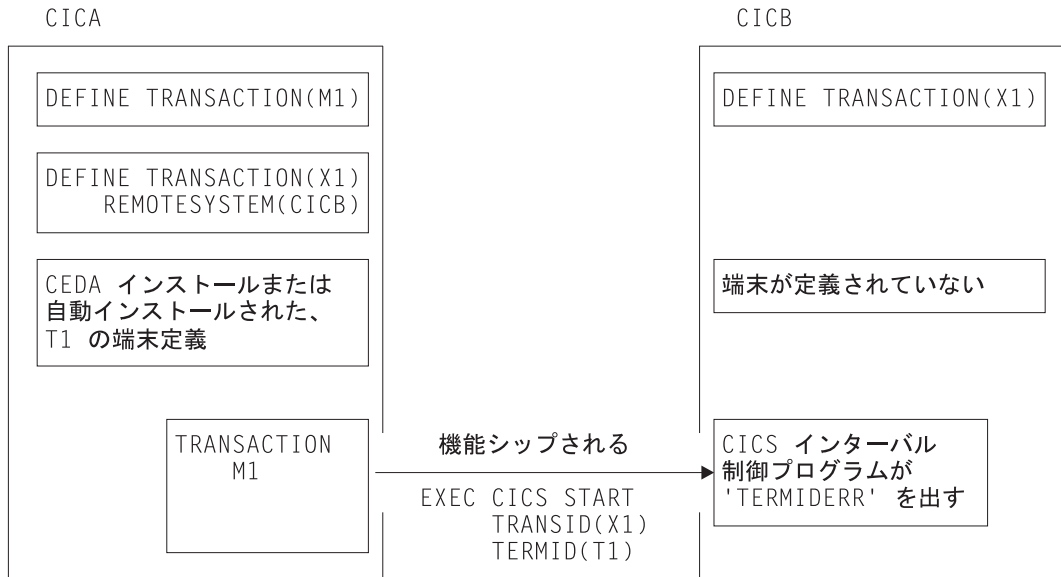 CICA
CICB
DEFINE TRANSACTION(M1)
DEFINE TRANSACTION(X1)
DEFINE TRANSACTION(X1)
REMOTESYSTEM(CICB)
CEDA インストールまたは
自動インストールされた、
T1 の端末定義
端末が定義されていない
TRANSACTION
M1
機能シップされる
EXEC CICS START
TRANSID(X1)
TERMID(T1)
CICS インターバル
制御プログラムが
'TERMIDERR' を出す